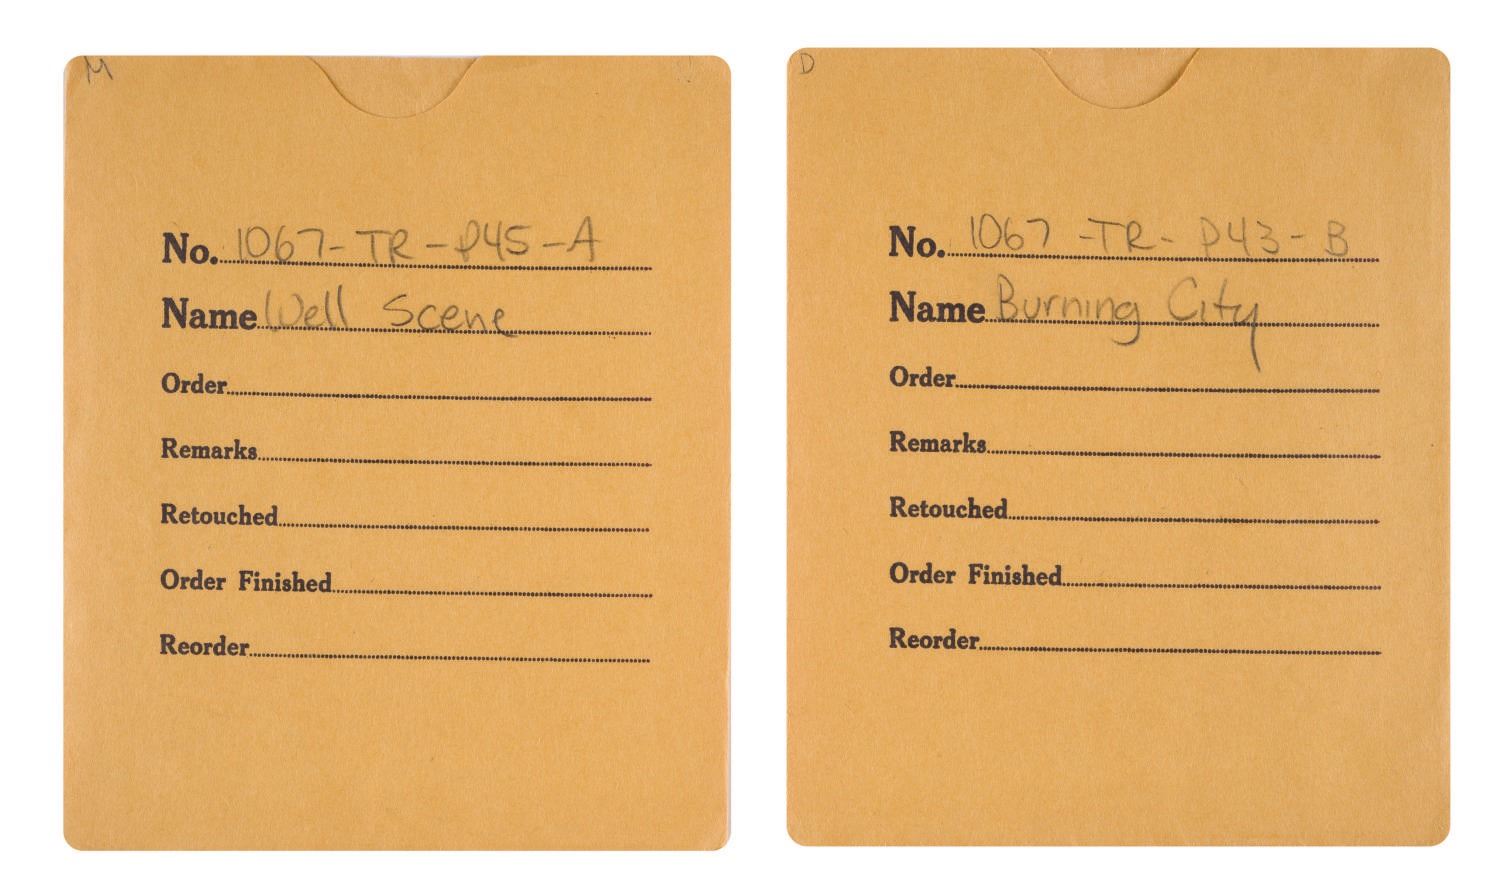 M
No. 1067-TR-P45-A
Name Well Scene
Order
Remarks
Retouched
Order Finished
Reorder
D
No. 1067-TR-P43-B
Name Burning City
Order
Remarks
Retouched
Order Finished
Reorder